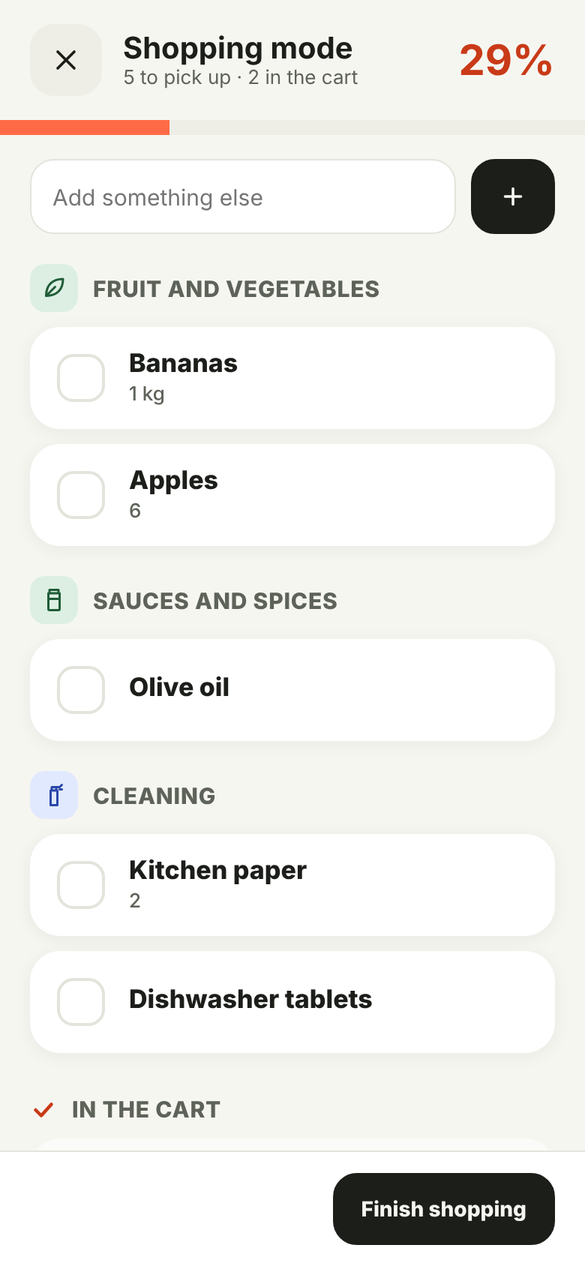 Shopping mode
5 to pick up · 2 in the cart
29%
Add something else
+
FRUIT AND VEGETABLES
Bananas
1 kg
Apples
6
SAUCES AND SPICES
Olive oil
CLEANING
Kitchen paper
2
Dishwasher tablets
IN THE CART
Finish shopping